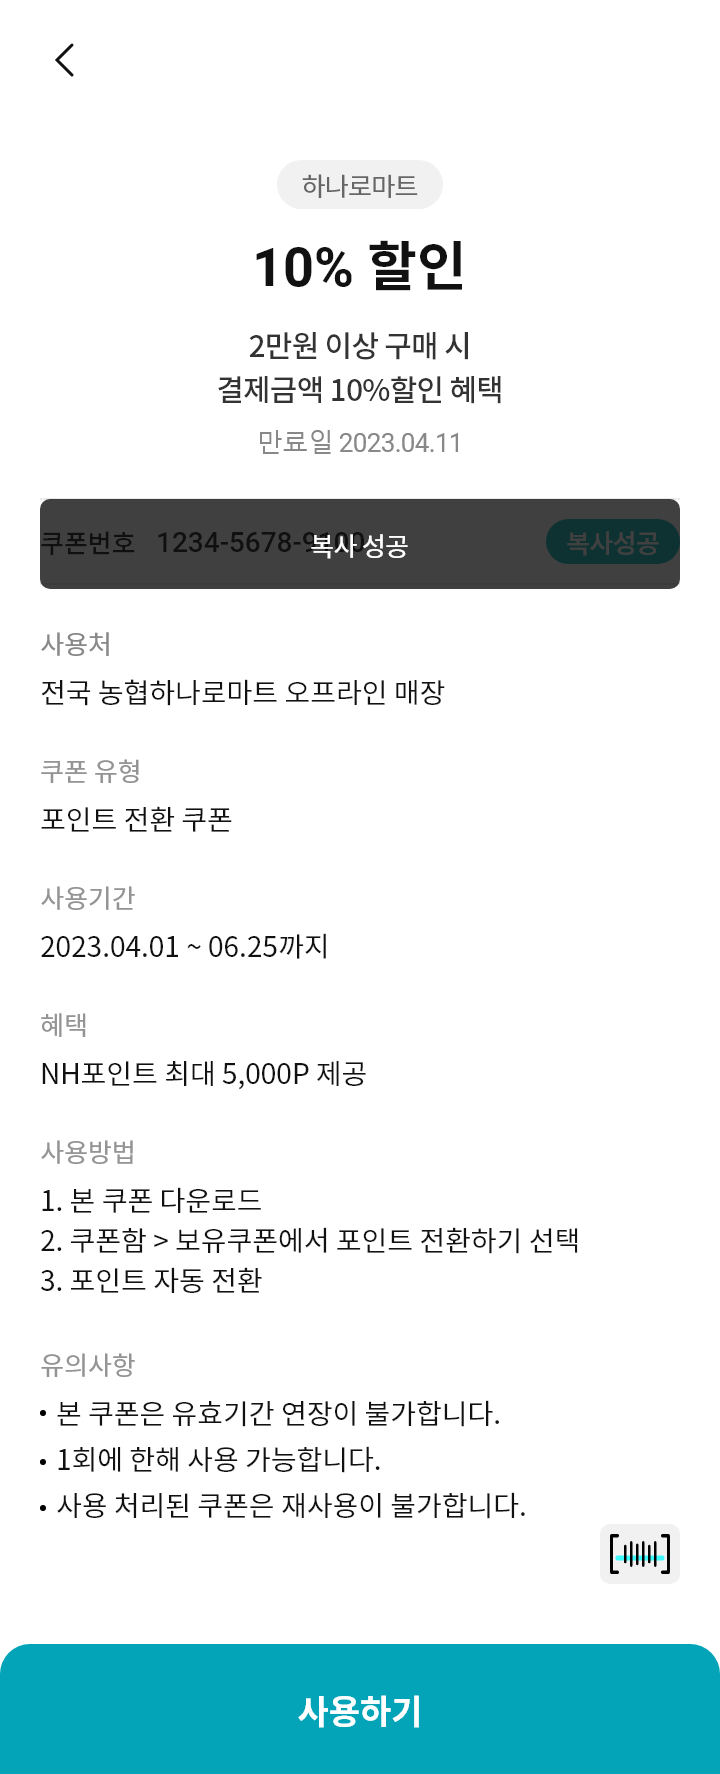 하나로마트
10% 할인
2만원 이상 구매 시
결제금액 10%할인 혜택
만료일 2023.04.11
쿠폰번호 1234-5678-
복사 성공
복사성공
사용처
전국 농협하나로마트 오프라인 매장
쿠폰 유형
포인트 전환 쿠폰
사용기간
2023.04.01 ~ 06.25까지
혜택
NH포인트 최대 5,000P 제공
사용방법
1. 본 쿠폰 다운로드
2. 쿠폰함 > 보유쿠폰에서 포인트 전환하기 선택
3. 포인트 자동 전환
유의사항
• 본 쿠폰은 유효기간 연장이 불가합니다.
• 1회에 한해 사용 가능합니다.
• 사용 처리된 쿠폰은 재사용이 불가합니다.
사용하기